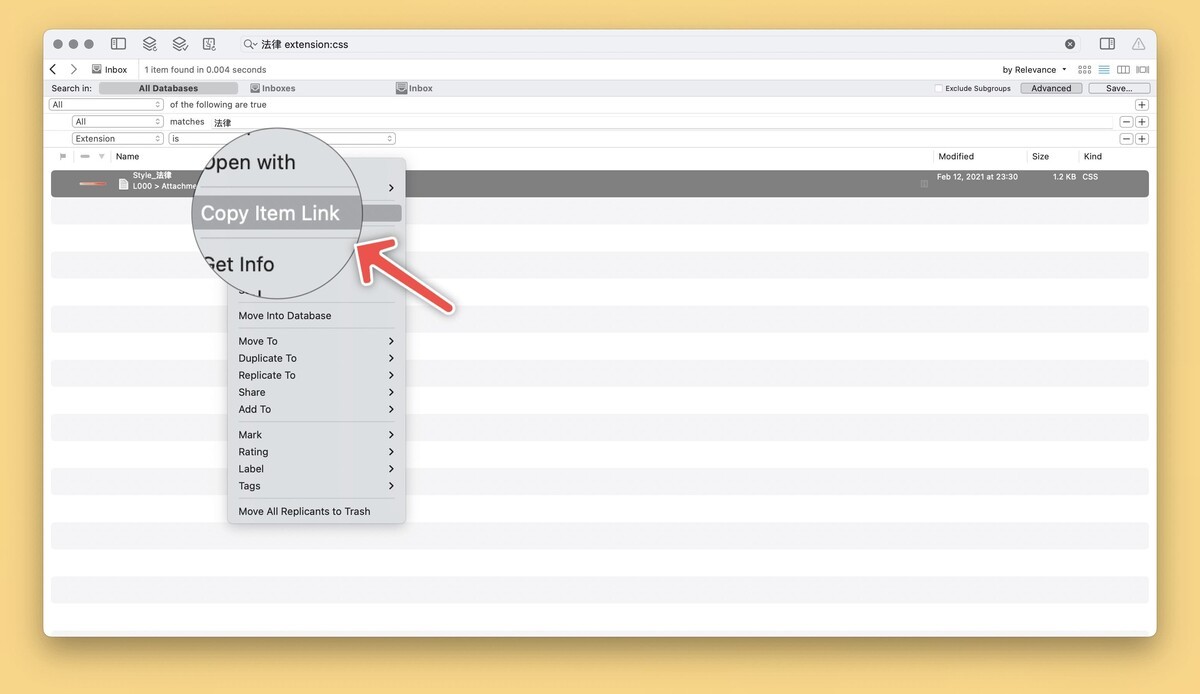 法律 extension:css
Inbox
1 item found in 0.004 seconds
by Relevance
Search in:
All Databases
Inboxes
Inbox
Exclude Subgroups
Advanced
Save...
All
of the following are true
All
matches
法律
Extension
is
Name
Modified
Size
Kind
Style_法律
L000 > Attachme
Feb 12, 2021 at 23:30
1.2 KB
CSS
Open with
Copy Item Link
Get Info
Move Into Database
Move To
Duplicate To
Replicate To
Share
Add To
Mark
Rating
Label
Tags
Move All Replicants to Trash